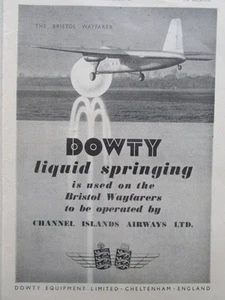 THE BRISTOL WAYFARER
DOWTY
liquid springing
is used on the
Bristol Wayfarers
to be operated by
CHANNEL ISLANDS AIRWAYS LTD.
DOWTY EQUIPMENT LIMITED · CHELTENHAM · ENGLAND